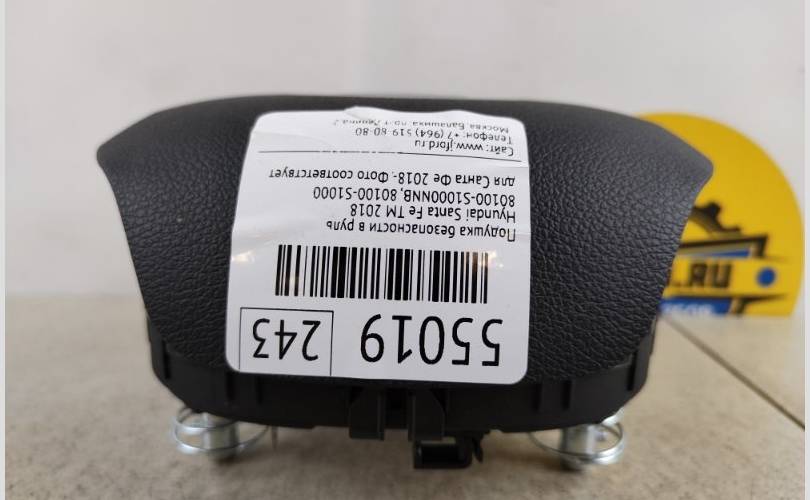 55019 243
Подушка безопасности в руль
Hyundai Santa Fe TM 2018
80100-S1000NNB, 80100-S1000
для Санта Фе 2018-. Фото соответствует
Сайт: www.jford.ru
Телефон: +7 (964) 519-80-80
Москва, Балашиха, пр-т Ленина 2
.RU